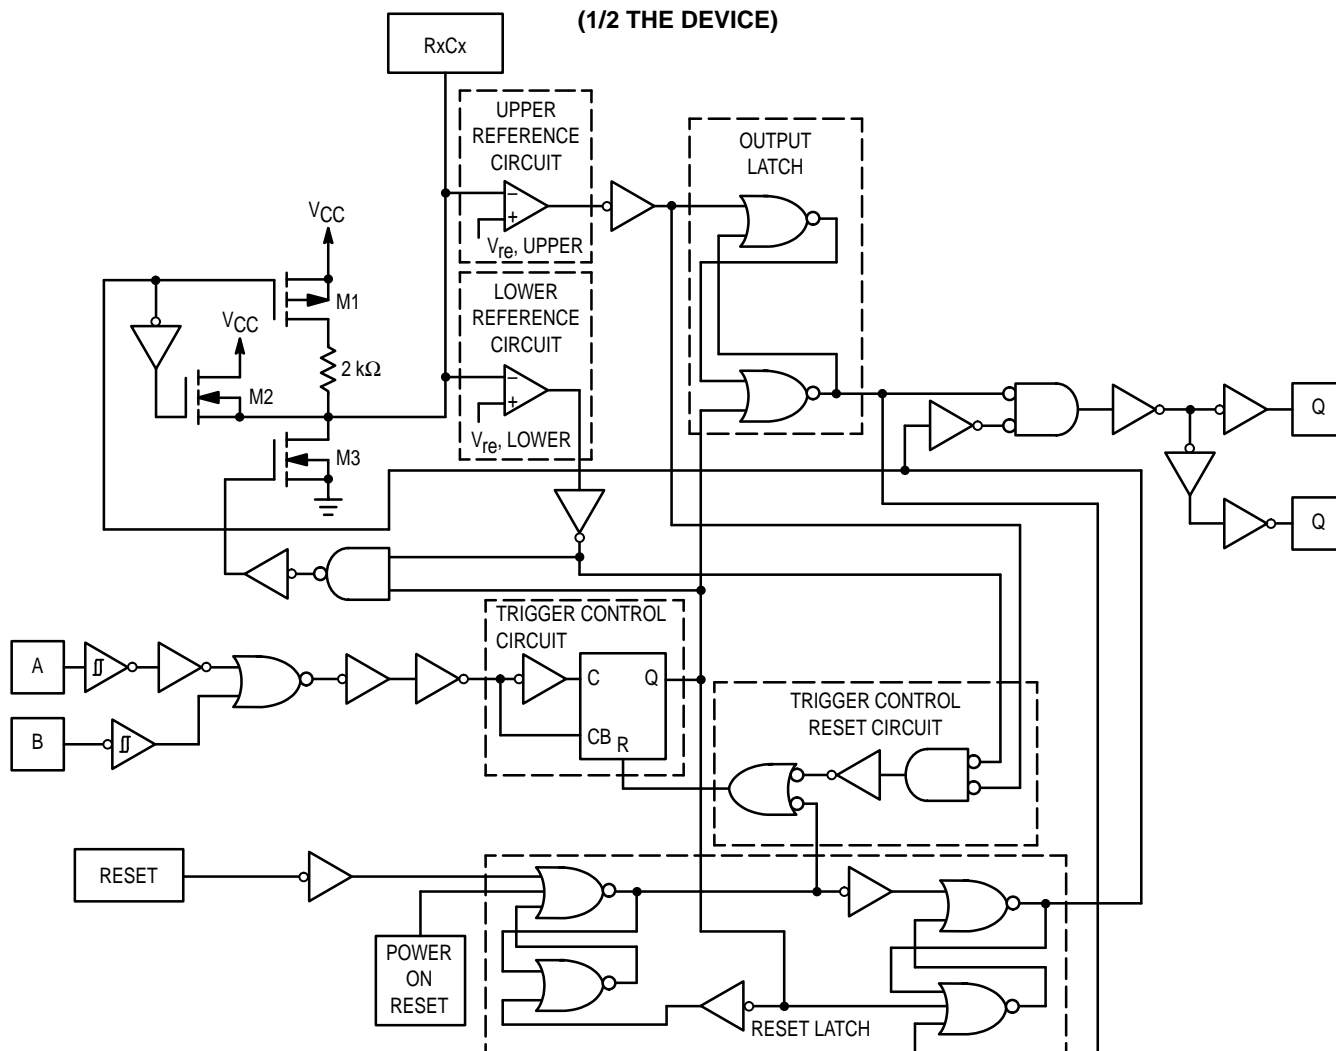 (1/2 THE DEVICE)
RxCx
UPPER
REFERENCE
CIRCUIT
−
+
Vre, UPPER
OUTPUT
LATCH
VCC
M1
LOWER
REFERENCE
CIRCUIT
VCC
2 kΩ
M2
−
+
Vre, LOWER
Q
M3
Q
TRIGGER CONTROL
CIRCUIT
A
C
Q
TRIGGER CONTROL
RESET CIRCUIT
B
CB
R
RESET
POWER
ON
RESET
RESET LATCH